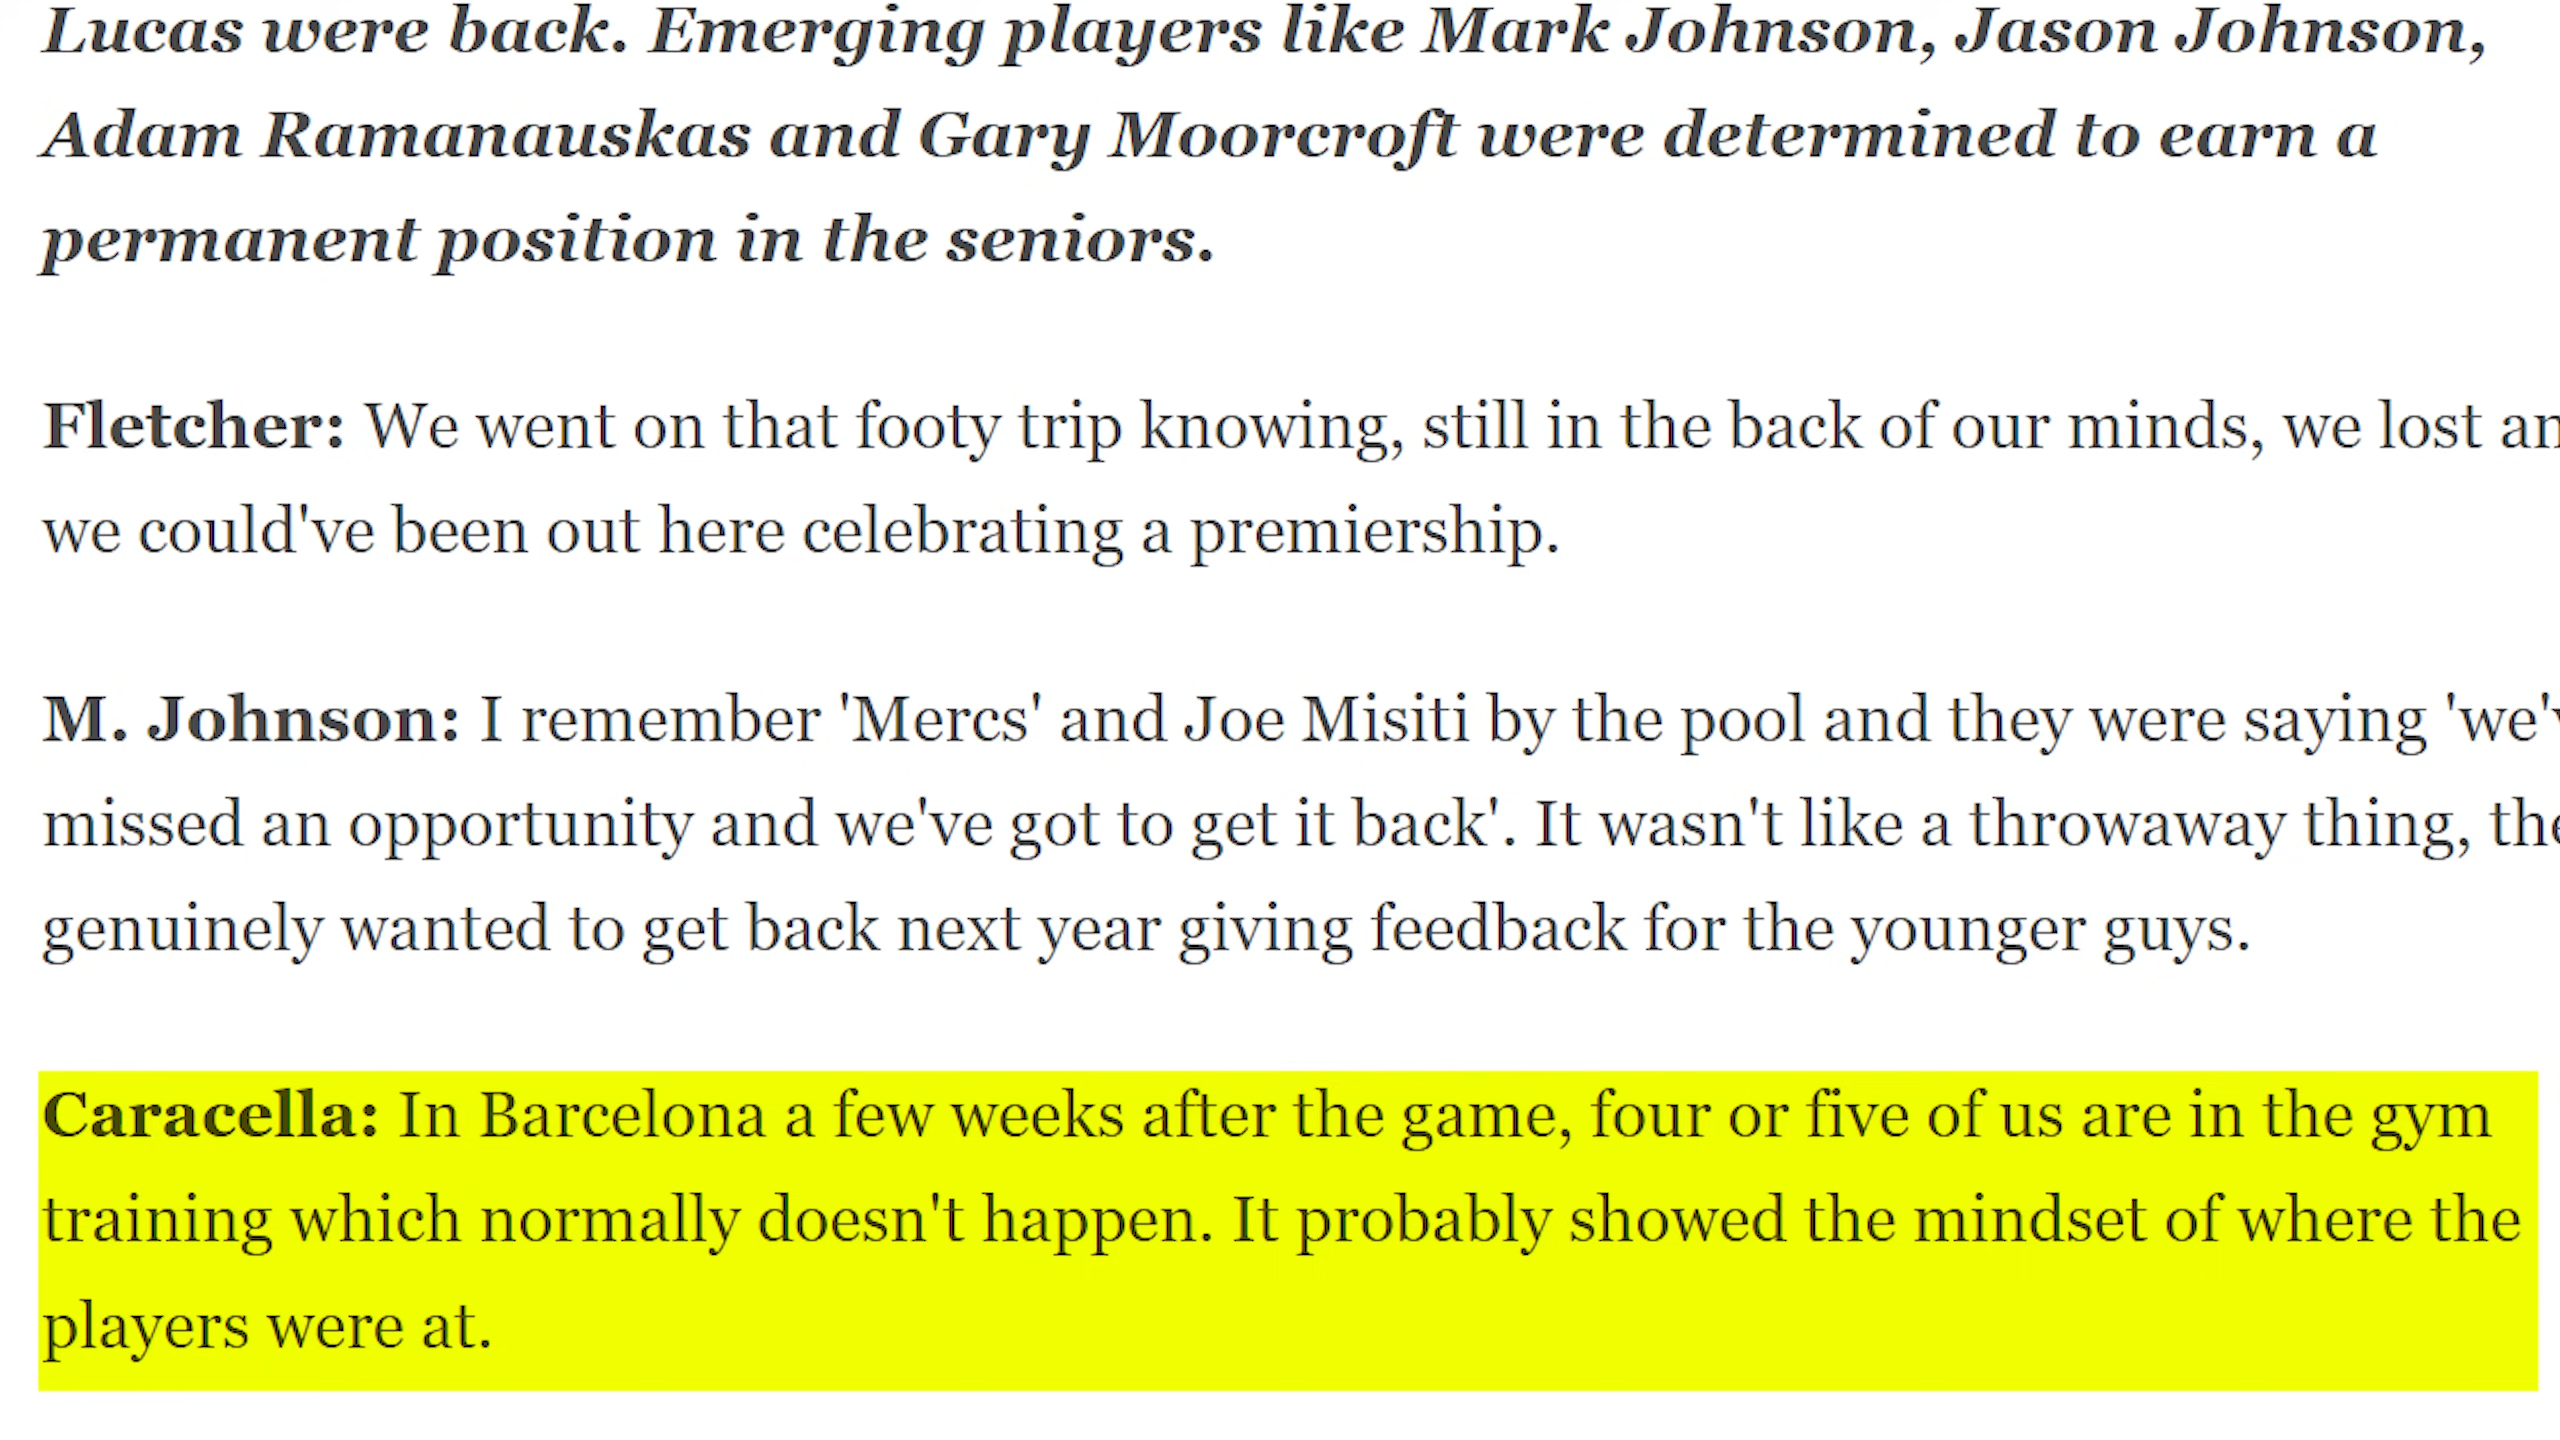 Lucas were back. Emerging players like Mark Johnson, Jason Johnson,
Adam Ramanauskas and Gary Moorcroft were determined to earn a
permanent position in the seniors.
Fletcher: We went on that footy trip knowing, still in the back of our minds, we lost an
we could've been out here celebrating a premiership.
M. Johnson: I remember 'Mercs' and Joe Misiti by the pool and they were saying 'we'v
missed an opportunity and we've got to get it back'. It wasn't like a throwaway thing, the
genuinely wanted to get back next year giving feedback for the younger guys.
Caracella: In Barcelona a few weeks after the game, four or five of us are in the gym
training which normally doesn't happen. It probably showed the mindset of where the
players were at.